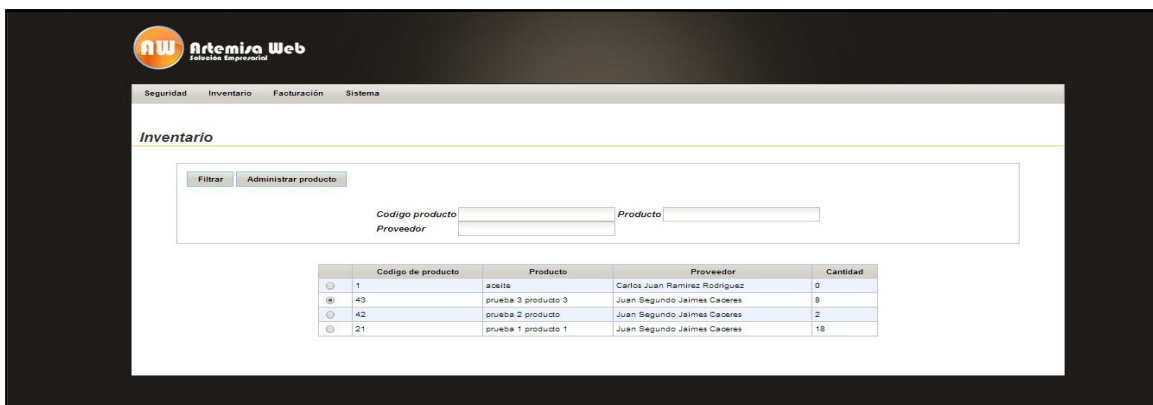 AW Artemisa Web
Solución Empresarial
Seguridad Inventario Facturación Sistema
Inventario
Filtrar Administrar producto
Codigo producto Producto
Proveedor
Codigo de producto Producto Proveedor Cantidad
1 aceite Carlos Juan Ramirez Rodriguez 0
43 prueba 3 producto 3 Juan Segundo Jaimes Caceres 8
42 prueba 2 producto Juan Segundo Jaimes Caceres 2
21 prueba 1 producto 1 Juan Segundo Jaimes Caceres 18